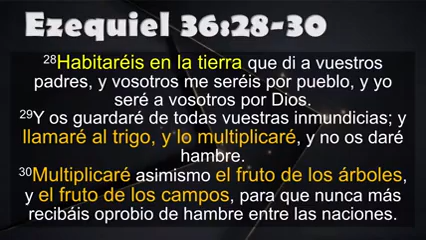 Ezequiel 36:28-30
28Habitaréis en la tierra que di a vuestros
padres, y vosotros me seréis por pueblo, y yo
seré a vosotros por Dios.
29Y os guardaré de todas vuestras inmundicias; y
llamaré al trigo, y lo multiplicaré, y no os daré
hambre.
30Multiplicaré asimismo el fruto de los árboles,
y el fruto de los campos, para que nunca más
recibáis oprobio de hambre entre las naciones.